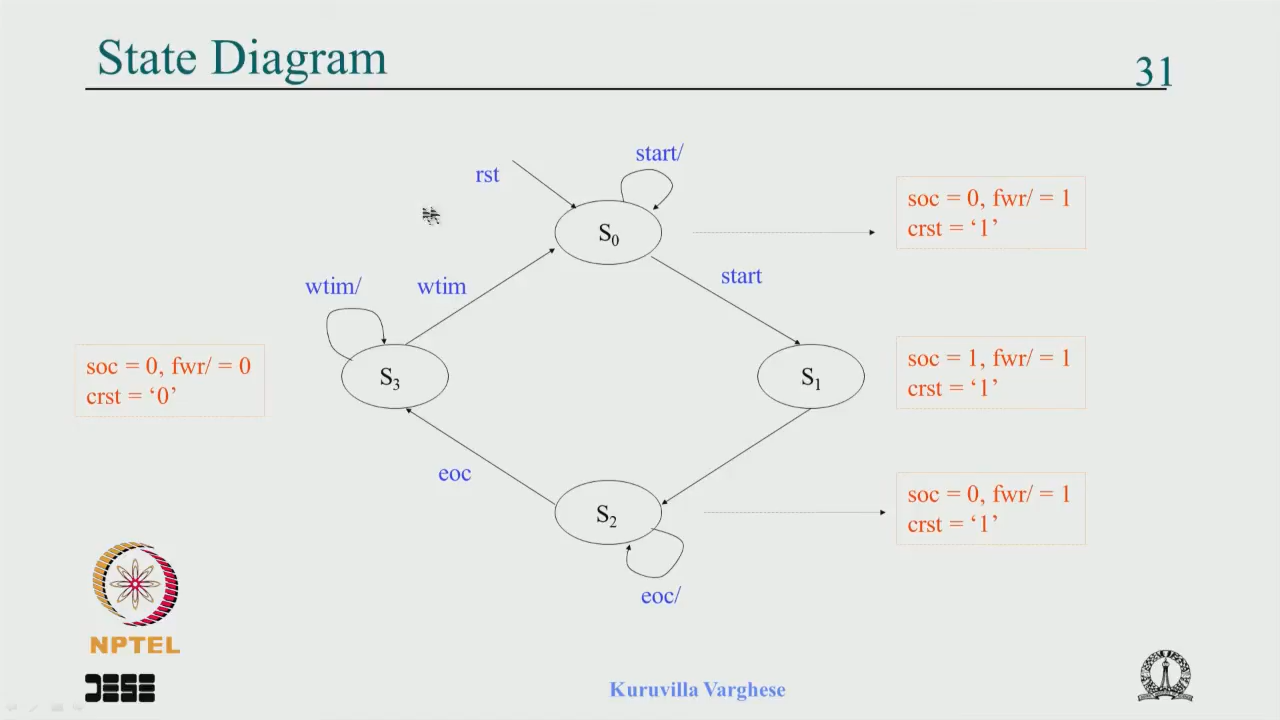 State Diagram
31
start/
rst
S0
soc = 0, fwr/ = 1
crst = ‘1’
start
wtim/
wtim
S3
soc = 0, fwr/ = 0
crst = ‘0’
S1
soc = 1, fwr/ = 1
crst = ‘1’
eoc
S2
soc = 0, fwr/ = 1
crst = ‘1’
eoc/
NPTEL
DESE
Kuruvilla Varghese